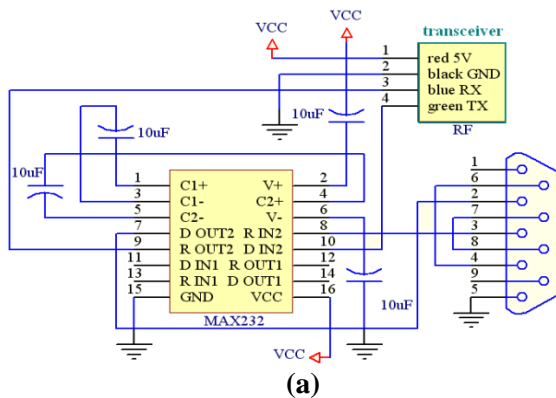 VCC
VCC
transceiver
1 red 5V
2 black GND
3 blue RX
4 green TX
RF
10uF
10uF
10uF
1 C1+ V+ 2
3 C1- C2+ 4
5 C2- V- 6
7 D OUT2 R IN2 8
9 R OUT2 D IN2 10
11 D IN1 R OUT1 12
13 R IN1 D OUT1 14
15 GND VCC 16
MAX232
10uF
VCC
1
6
2
7
3
8
4
9
5
(a)